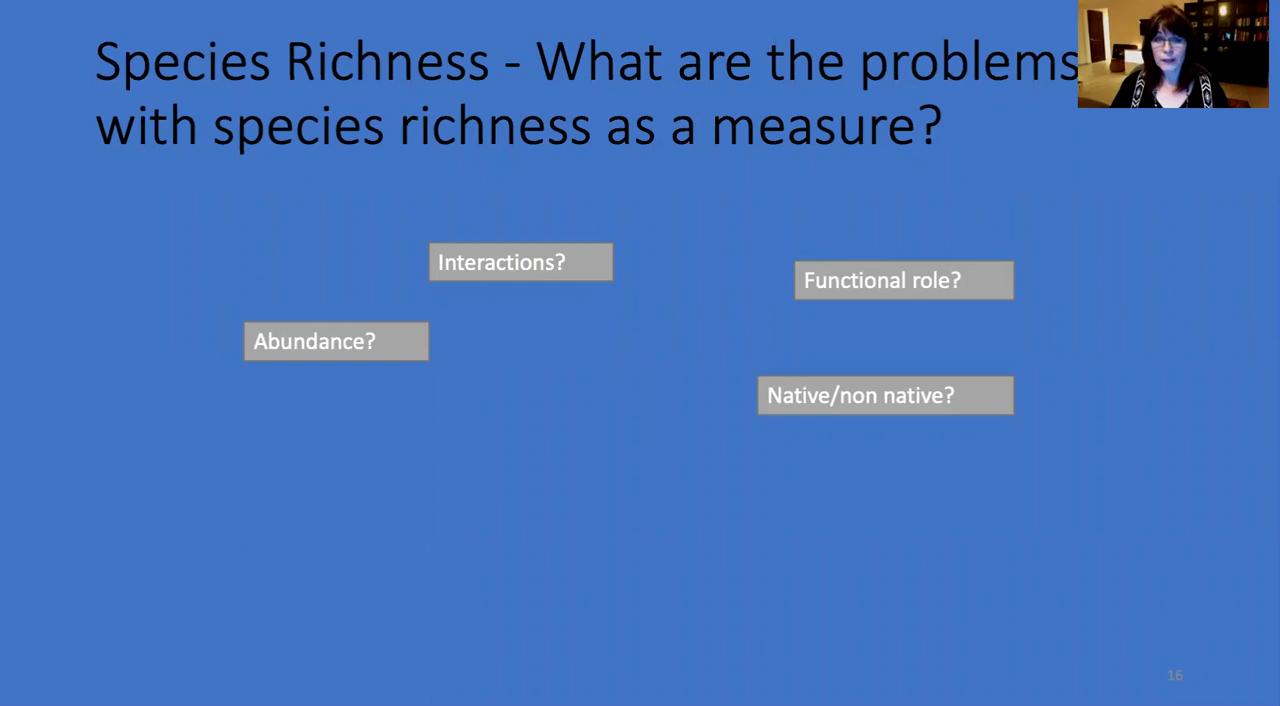 Species Richness - What are the problems
with species richness as a measure?
Interactions?
Functional role?
Abundance?
Native/non native?
16